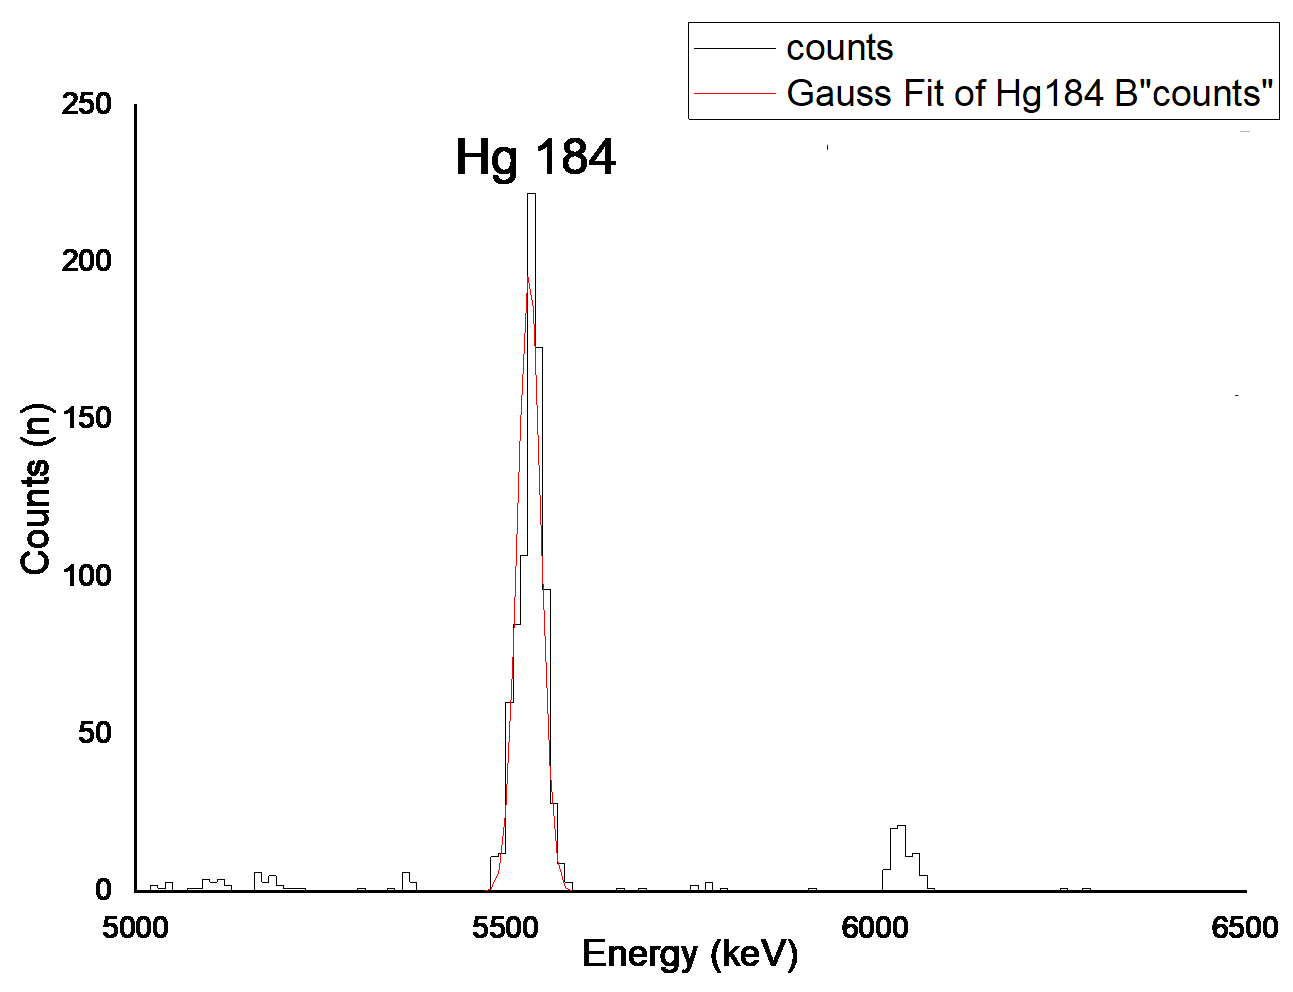 counts
Gauss Fit of Hg184 B"counts"
Hg 184
250
200
150
100
50
0
Counts (n)
5000 5500 6000 6500
Energy (keV)